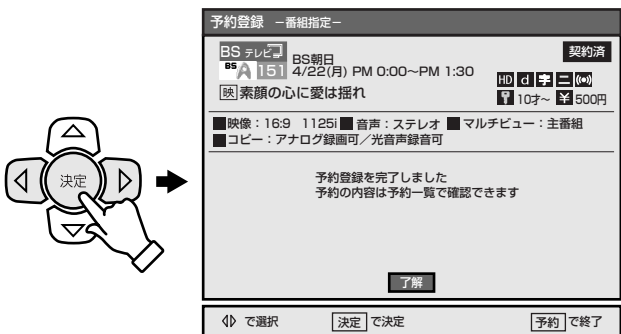 予約登録 －番組指定－
BS テレビ
BS朝日
契約済
BSA 151 4/22(月) PM 0:00～PM 1:30
HD d 字 二
映 素顔の心に愛は揺れ
10才～ ¥ 500円
■映像：16:9 1125i ■音声：ステレオ ■マルチビュー：主番組
■コピー：アナログ録画可／光音声録音可
決定
予約登録を完了しました
予約の内容は予約一覧で確認できます
了解
で選択 決定 で決定 予約 で終了